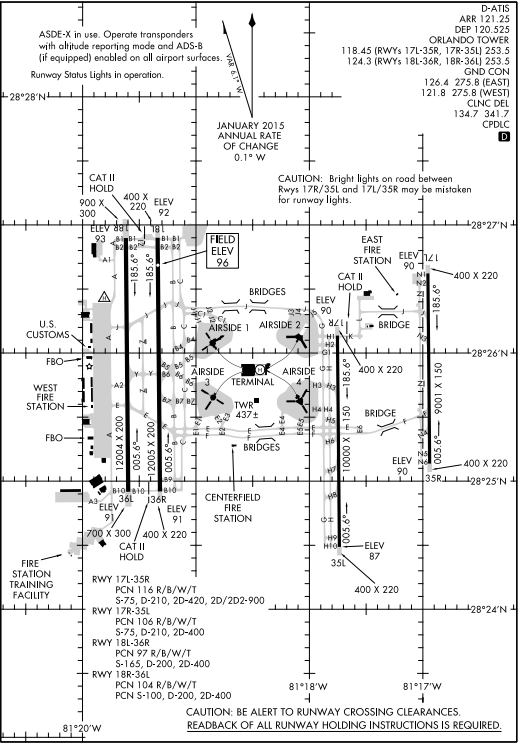 D-ATIS
ARR 121.25
DEP 120.525
ORLANDO TOWER
118.45 (RWYs 17L-35R, 17R-35L) 253.5
124.3 (RWYs 18L-36R, 18R-36L) 253.5
GND CON
126.4 275.8 (EAST)
121.8 275.8 (WEST)
CLNC DEL
134.7 341.7
CPDLC
D
ASDE-X in use. Operate transponders
with altitude reporting mode and ADS-B
(if equipped) enabled on all airport surfaces.
Runway Status Lights in operation.
VAR 6.1° W
28°28'N
JANUARY 2015
ANNUAL RATE
OF CHANGE
0.1° W
CAUTION: Bright lights on road between
Rwys 17R/35L and 17L/35R may be mistaken
for runway lights.
CAT II
HOLD
900 X
300
400 X
220
ELEV
92
28°27'
18R
18L
ELEV
93
FIELD
ELEV
96
EAST
FIRE
STATION
ELEV
90
17L
400 X 220
CAT II
HOLD
185.6°
185.6°
185.6°
BRIDGES
ELEV
90
17R
BRIDGE
AIRSIDE 1
AIRSIDE 2
U.S.
CUSTOMS
FBO
28°26'
400 X 220
185.6°
TERMINAL
AIRSIDE
3
AIRSIDE
4
TWR
437±
WEST
FIRE
STATION
FBO
12004 X 200
005.6°
12005 X 200
005.6°
9001 X 150
005.6°
10000 X 150
005.6°
BRIDGE
BRIDGES
ELEV
90
400 X 220
35R
28°25'
CENTERFIELD
FIRE
STATION
36L
36R
ELEV
91
ELEV
91
700 X 300
400 X 220
CAT II
HOLD
ELEV
87
35L
400 X 220
FIRE
STATION
TRAINING
FACILITY
RWY 17L-35R
PCN 116 R/B/W/T
S-75, D-210, 2D-420, 2D/2D2-900
RWY 17R-35L
PCN 106 R/B/W/T
S-75, D-210, 2D-400
RWY 18L-36R
PCN 97 R/B/W/T
S-165, D-200, 2D-400
RWY 18R-36L
PCN 104 R/B/W/T
PCN S-100, D-200, 2D-400
28°24'
CAUTION: BE ALERT TO RUNWAY CROSSING CLEARANCES.
READBACK OF ALL RUNWAY HOLDING INSTRUCTIONS IS REQUIRED.
81°20'W
81°18'W
81°17'W